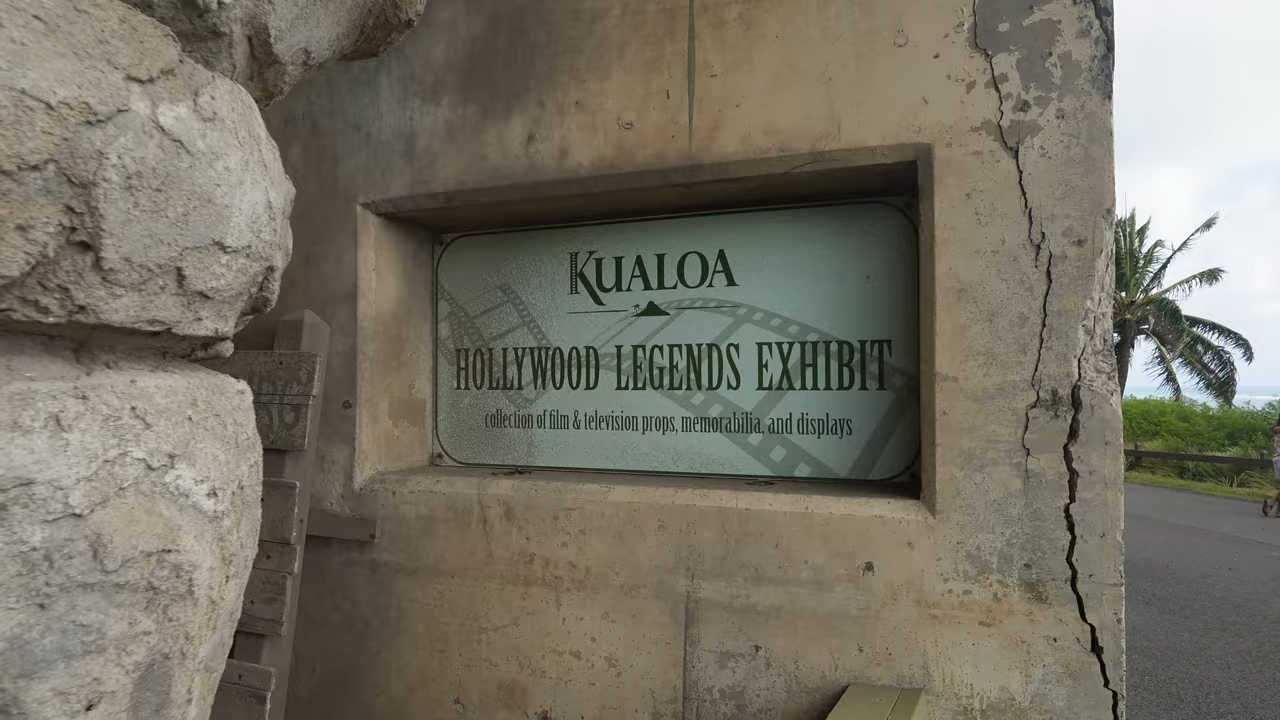 KUALOA
HOLLYWOOD LEGENDS EXHIBIT
collection of film & television props, memorabilia, and displays